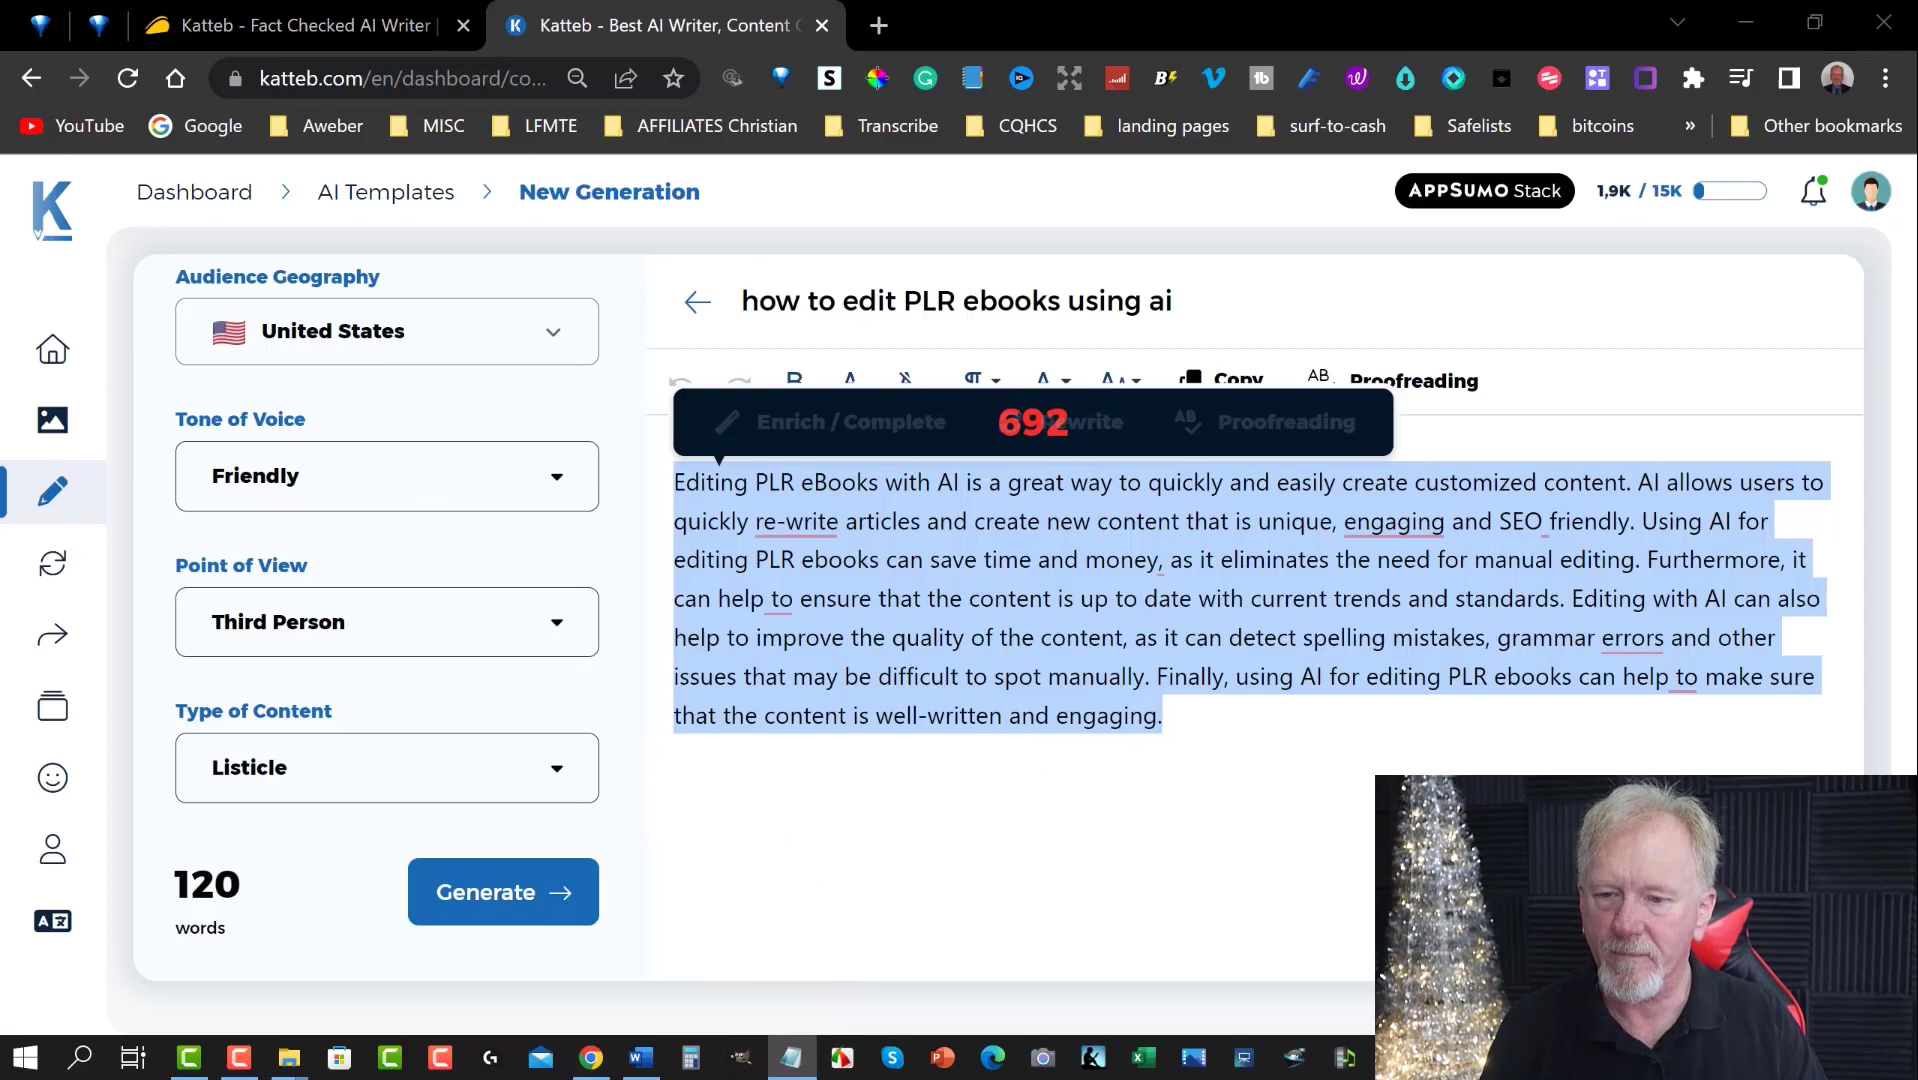 Katteb - Fact Checked AI Writer |
Katteb - Best AI Writer, Content
katteb.com/en/dashboard/co...
YouTube
Google
Aweber
MISC
LFMTE
AFFILIATES Christian
Transcribe
CQHCS
landing pages
surf-to-cash
Safelists
bitcoins
»
Other bookmarks
Dashboard > AI Templates > New Generation
APPSUMO Stack
1,9K / 15K
Audience Geography
United States
Tone of Voice
Friendly
Point of View
Third Person
Type of Content
Listicle
120
words
Generate
how to edit PLR ebooks using ai
Copy
Proofreading
Enrich / Complete
692
Proofreading
Editing PLR eBooks with AI is a great way to quickly and easily create customized content. AI allows users to
quickly re-write articles and create new content that is unique, engaging and SEO friendly. Using AI for
editing PLR ebooks can save time and money, as it eliminates the need for manual editing. Furthermore, it
can help to ensure that the content is up to date with current trends and standards. Editing with AI can also
help to improve the quality of the content, as it can detect spelling mistakes, grammar errors and other
issues that may be difficult to spot manually. Finally, using AI for editing PLR ebooks can help to make sure
that the content is well-written and engaging.